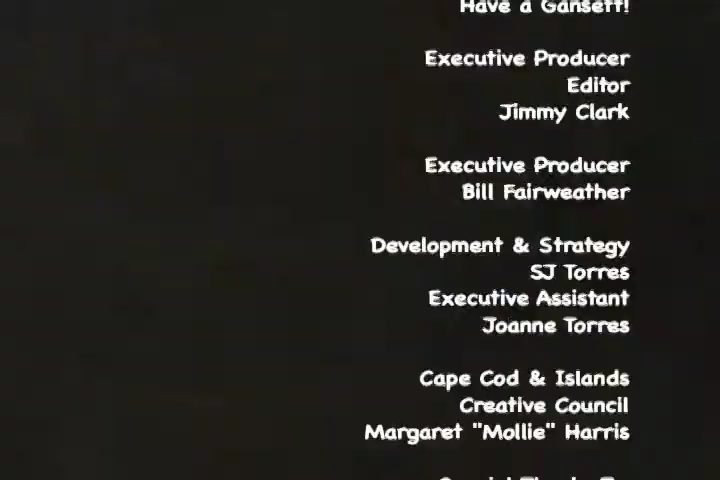 Have a Gansett!
Executive Producer
Editor
Jimmy Clark
Executive Producer
Bill Fairweather
Development & Strategy
SJ Torres
Executive Assistant
Joanne Torres
Cape Cod & Islands
Creative Council
Margaret "Mollie" Harris